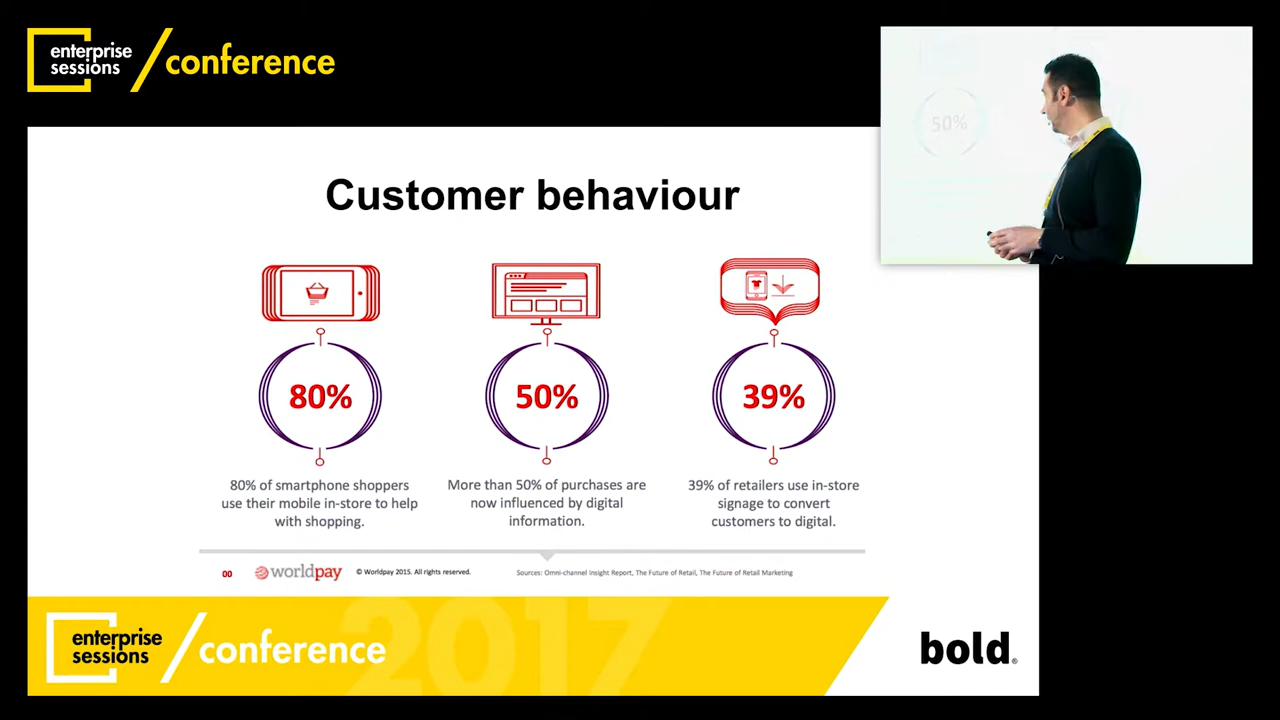 enterprise
sessions
conference
50%
Customer behaviour
80%
50%
39%
80% of smartphone shoppers
use their mobile in-store to help
with shopping.
More than 50% of purchases are
now influenced by digital
information.
39% of retailers use in-store
signage to convert
customers to digital.
00
worldpay
© Worldpay 2015. All rights reserved.
Sources: Omni-channel Insight Report, The Future of Retail, The Future of Retail Marketing
2017
enterprise
sessions
conference
bold®